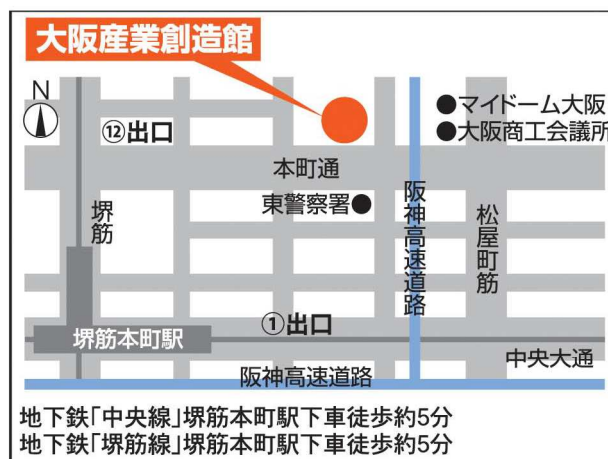 大阪産業創造館
N
⑫出口
●マイドーム大阪
●大阪商工会議所
本町通
東警察署●
堺筋
阪神高速道路
松屋町筋
①出口
堺筋本町駅
中央大通
阪神高速道路
地下鉄「中央線」堺筋本町駅下車徒歩約5分
地下鉄「堺筋線」堺筋本町駅下車徒歩約5分